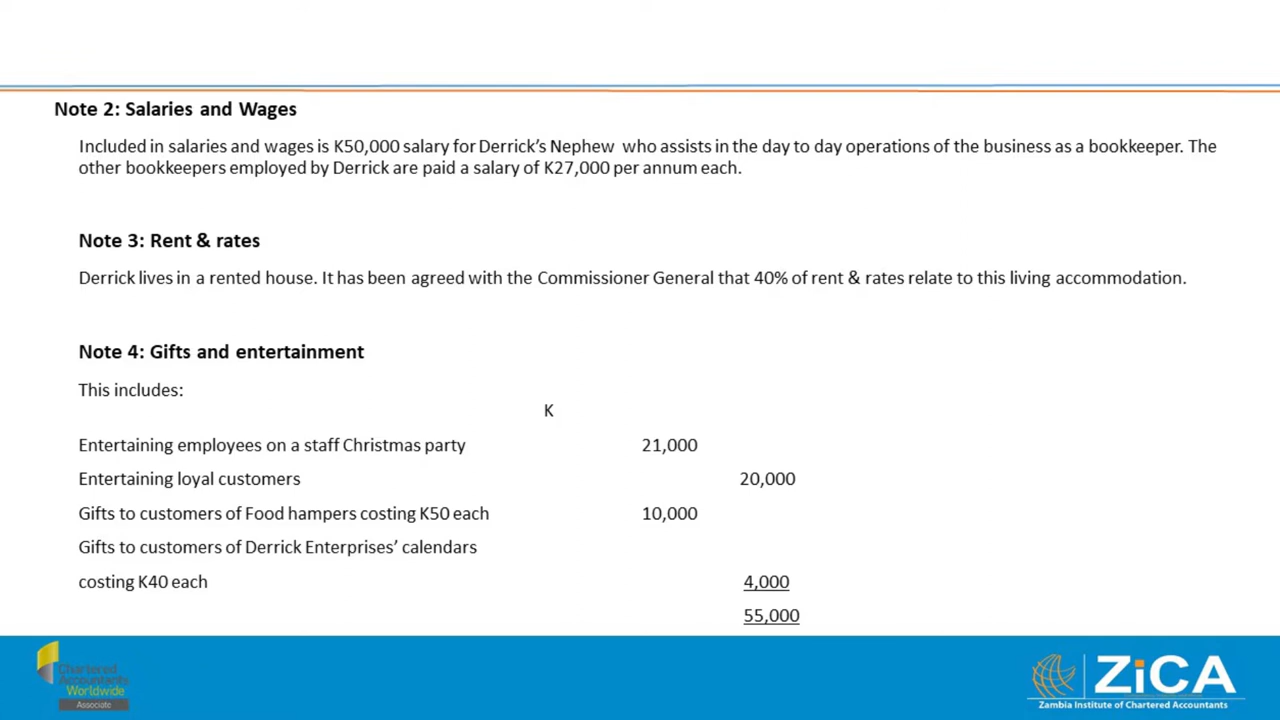 Note 2: Salaries and Wages
Included in salaries and wages is K50,000 salary for Derrick's Nephew who assists in the day to day operations of the business as a bookkeeper. The
other bookkeepers employed by Derrick are paid a salary of K27,000 per annum each.
Note 3: Rent & rates
Derrick lives in a rented house. It has been agreed with the Commissioner General that 40% of rent & rates relate to this living accommodation.
Note 4: Gifts and entertainment
This includes:
K
Entertaining employees on a staff Christmas party 21,000
Entertaining loyal customers 20,000
Gifts to customers of Food hampers costing K50 each 10,000
Gifts to customers of Derrick Enterprises' calendars
costing K40 each 4,000
55,000
Chartered
Accountants
Worldwide
Associate
ZiCA
Zambia Institute of Chartered Accountants